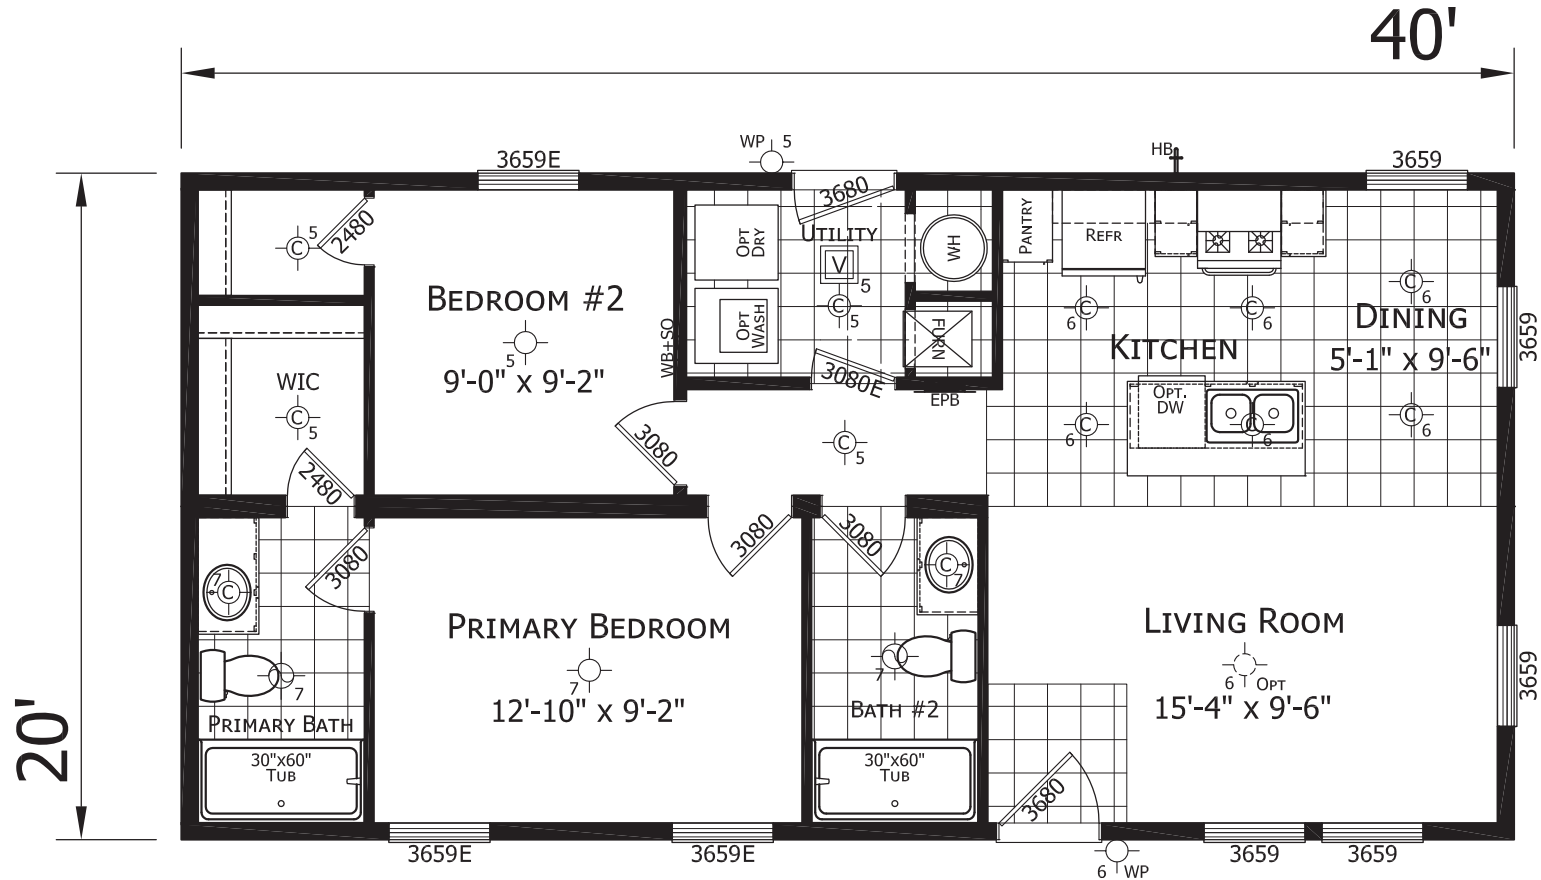 40'
WP 5
HB
3659E
3659
3680
2480
5
C
PANTRY
REFR
OPT
DRY
UTILITY
WH
V
5
C
5
BEDROOM #2
5
9'-0" x 9'-2"
WB+SO
OPT
WASH
FURN
C
6
C
6
C
6
DINING
5'-1" x 9'-6"
3659
KITCHEN
3080E
EPB
OPT.
DW
WIC
C
5
C
6
C
6
C
6
3080
C
5
2480
3080
3080
3080
7
C
C
7
PRIMARY BEDROOM
7
12'-10" x 9'-2"
LIVING ROOM
6 OPT
15'-4" x 9'-6"
3659
7
7
PRIMARY BATH
BATH #2
20'
30"x60"
TUB
30"x60"
TUB
3680
3659E
3659E
3659
3659
6 WP